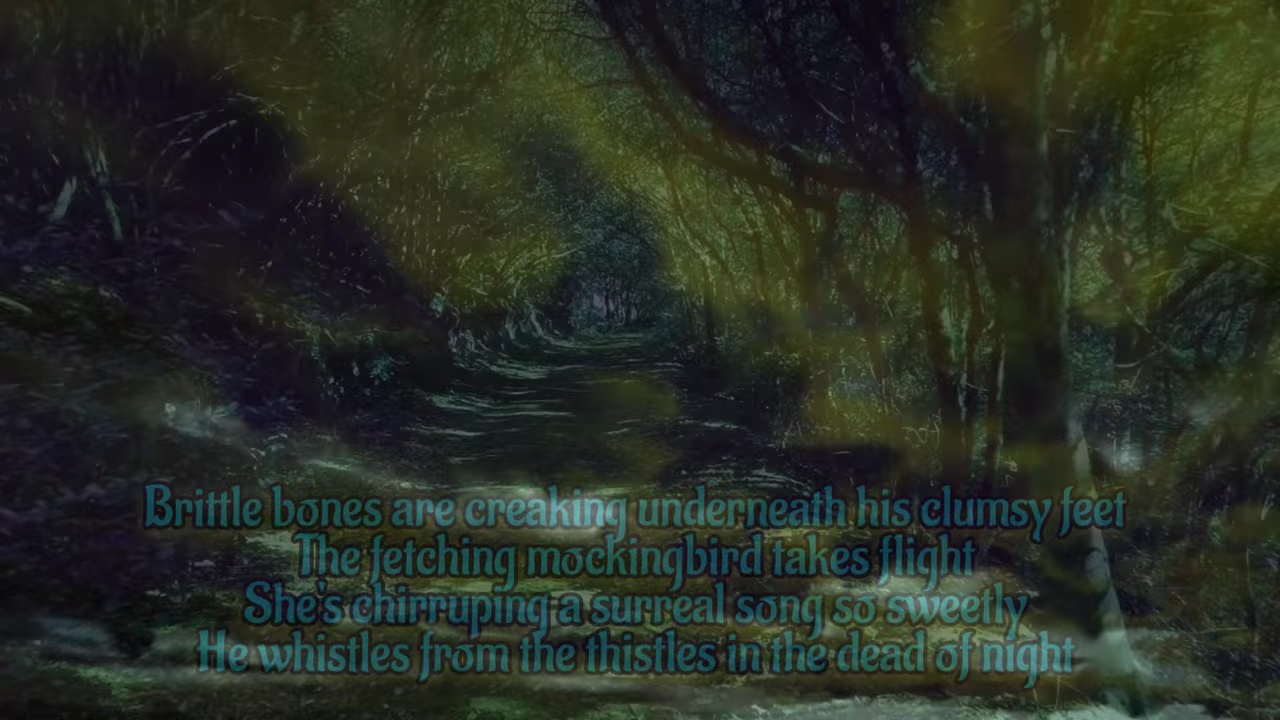 Brittle bones are creaking underneath his clumsy feet
The fetching mockingbird takes flight
She's chirruping a surreal song so sweetly
He whistles from the thistles in the dead of night